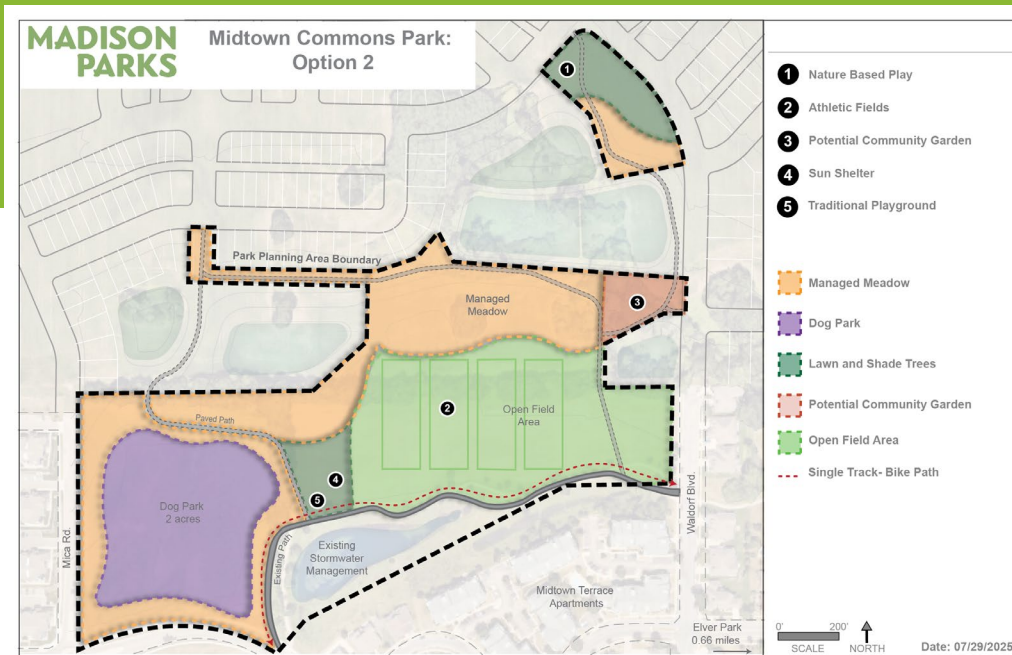 MADISON
PARKS
Midtown Commons Park:
Option 2
1
1 Nature Based Play
2 Athletic Fields
3 Potential Community Garden
4 Sun Shelter
5 Traditional Playground
Park Planning Area Boundary
Managed
Meadow
3
Managed Meadow
Dog Park
Lawn and Shade Trees
Potential Community Garden
Open Field Area
Single Track- Bike Path
Paved Path
2
Open Field
Area
4
5
Dog Park
2 acres
Mica Rd.
Existing Path
Existing
Stormwater
Management
Waldorf Blvd.
Midtown Terrace
Apartments
Elver Park
0.66 miles
0' 200'
SCALE NORTH
Date: 07/29/2025